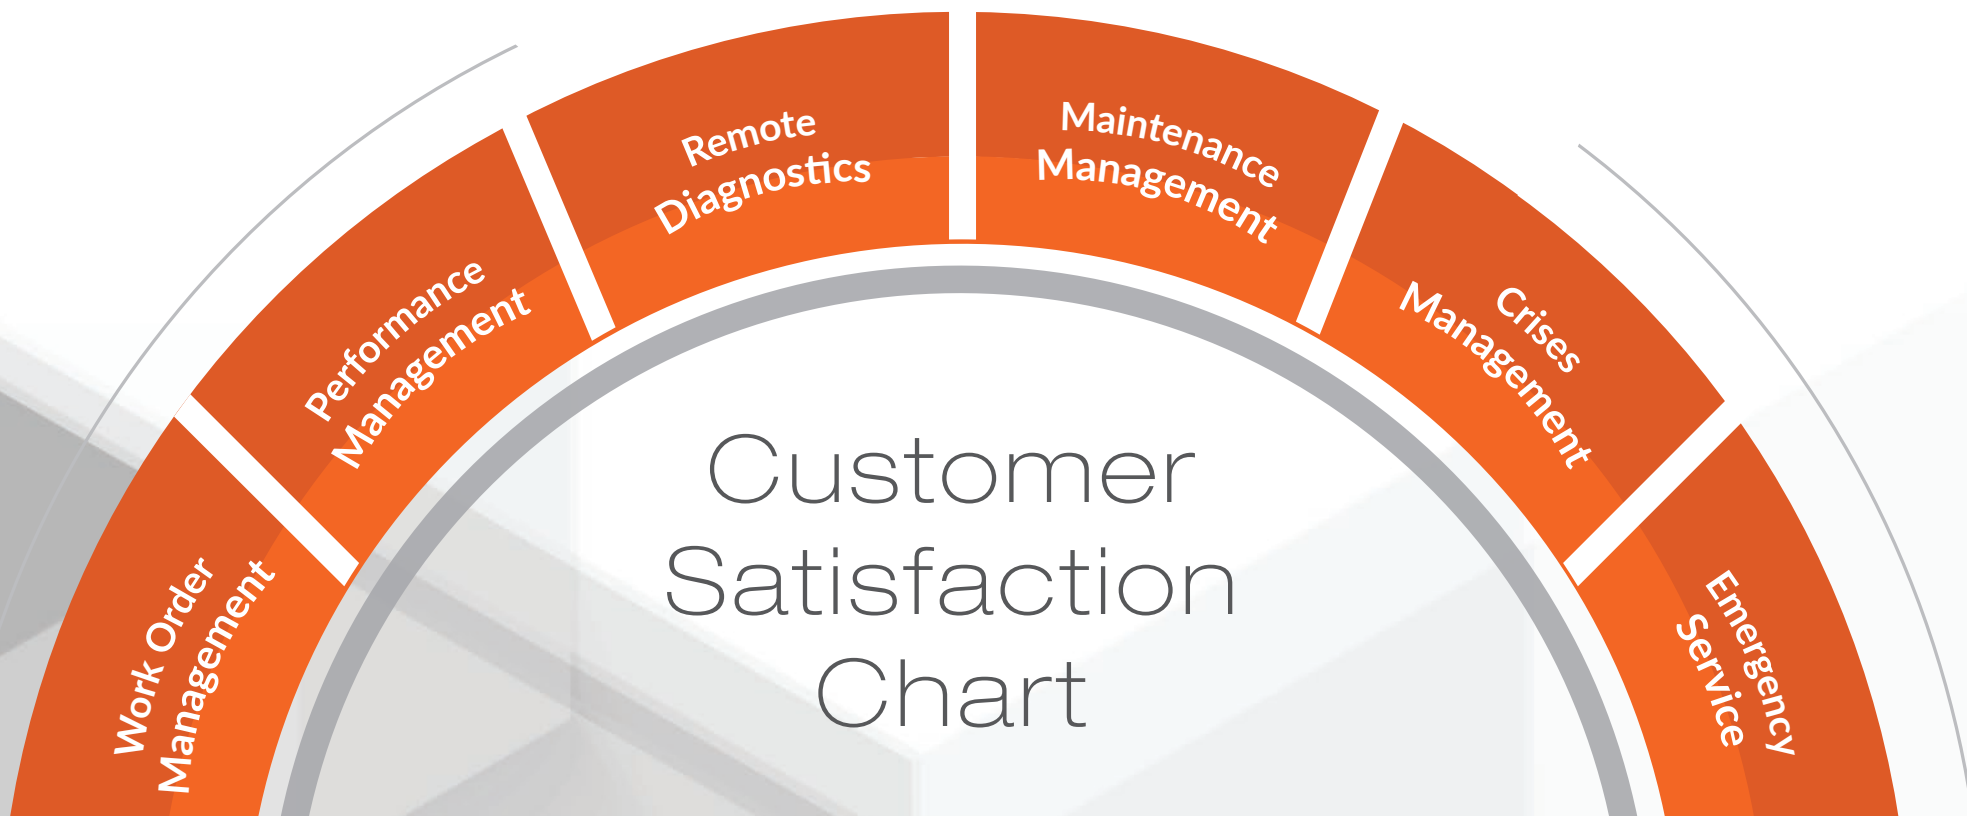 Work Order
Management
Performance
Management
Remote
Diagnostics
Maintenance
Management
Crises
Management
Emergency
Service
Customer
Satisfaction
Chart